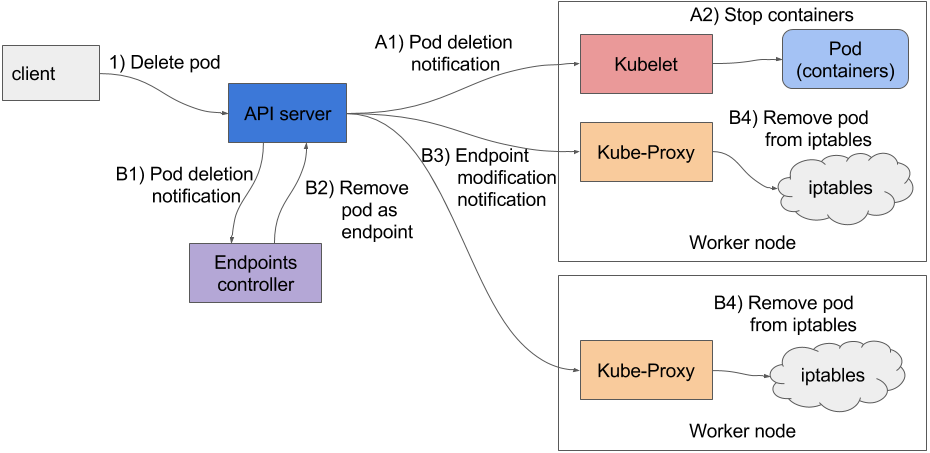 client
1) Delete pod
API server
A1) Pod deletion
notification
B1) Pod deletion
notification
B2) Remove
pod as
endpoint
Endpoints
controller
B3) Endpoint
modification
notification
A2) Stop containers
Kubelet
Pod
(containers)
Kube-Proxy
B4) Remove pod
from iptables
iptables
Worker node
B4) Remove pod
from iptables
Kube-Proxy
iptables
Worker node